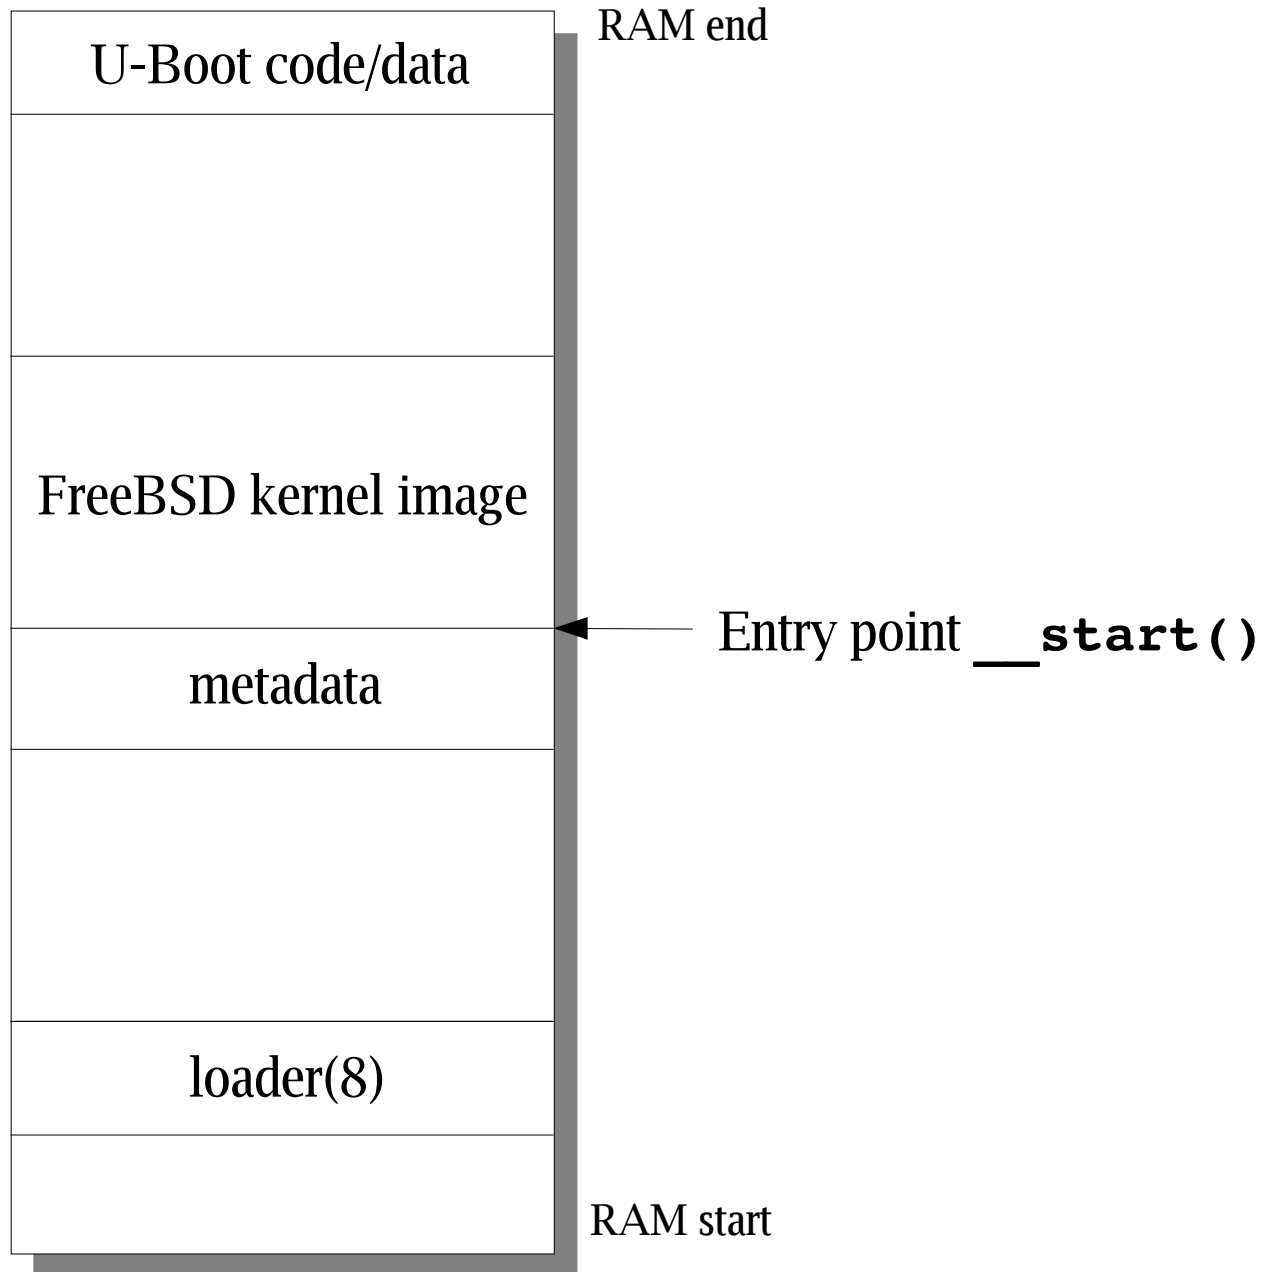 RAM end
U-Boot code/data
FreeBSD kernel image
Entry point __start()
metadata
loader(8)
RAM start